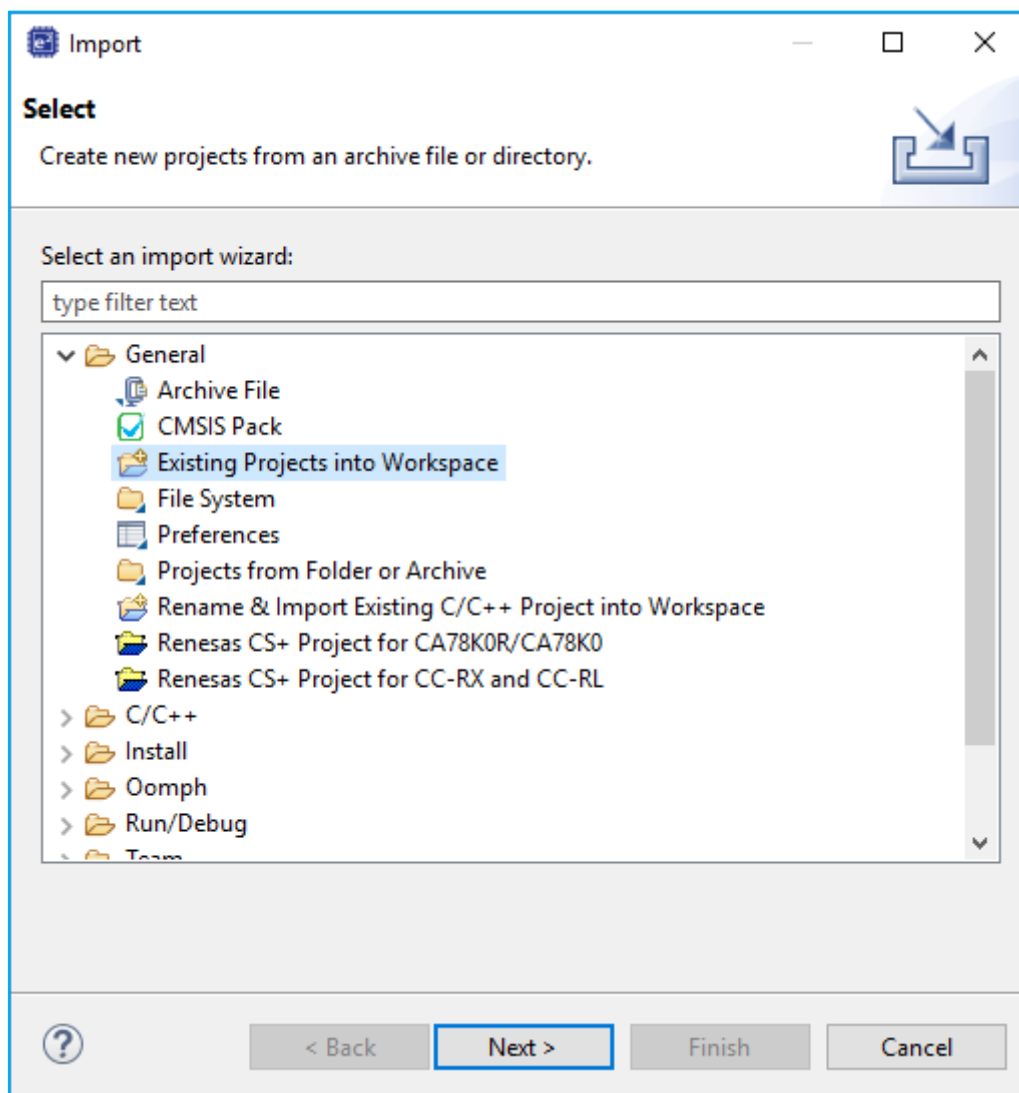 Import
Select
Create new projects from an archive file or directory.
Select an import wizard:
type filter text
General
Archive File
CMSIS Pack
Existing Projects into Workspace
File System
Preferences
Projects from Folder or Archive
Rename & Import Existing C/C++ Project into Workspace
Renesas CS+ Project for CA78K0R/CA78K0
Renesas CS+ Project for CC-RX and CC-RL
C/C++
Install
Oomph
Run/Debug
Team
< Back Next > Finish Cancel